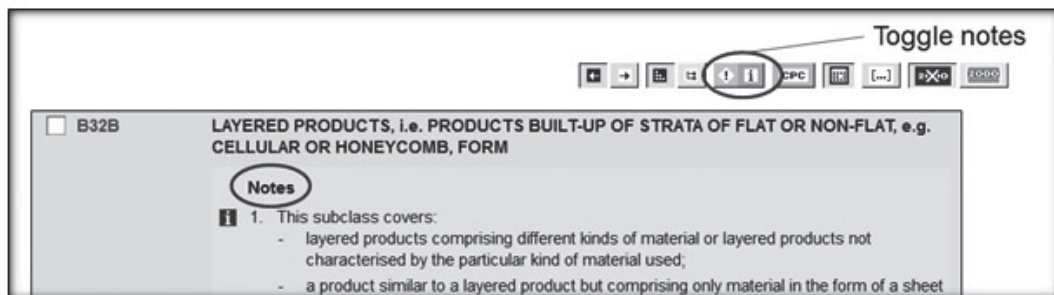 Toggle notes
CPC [...] 2000
B32B LAYERED PRODUCTS, i.e. PRODUCTS BUILT-UP OF STRATA OF FLAT OR NON-FLAT, e.g.
CELLULAR OR HONEYCOMB, FORM
Notes
i 1. This subclass covers:
- layered products comprising different kinds of material or layered products not
characterised by the particular kind of material used;
- a product similar to a layered product but comprising only material in the form of a sheet